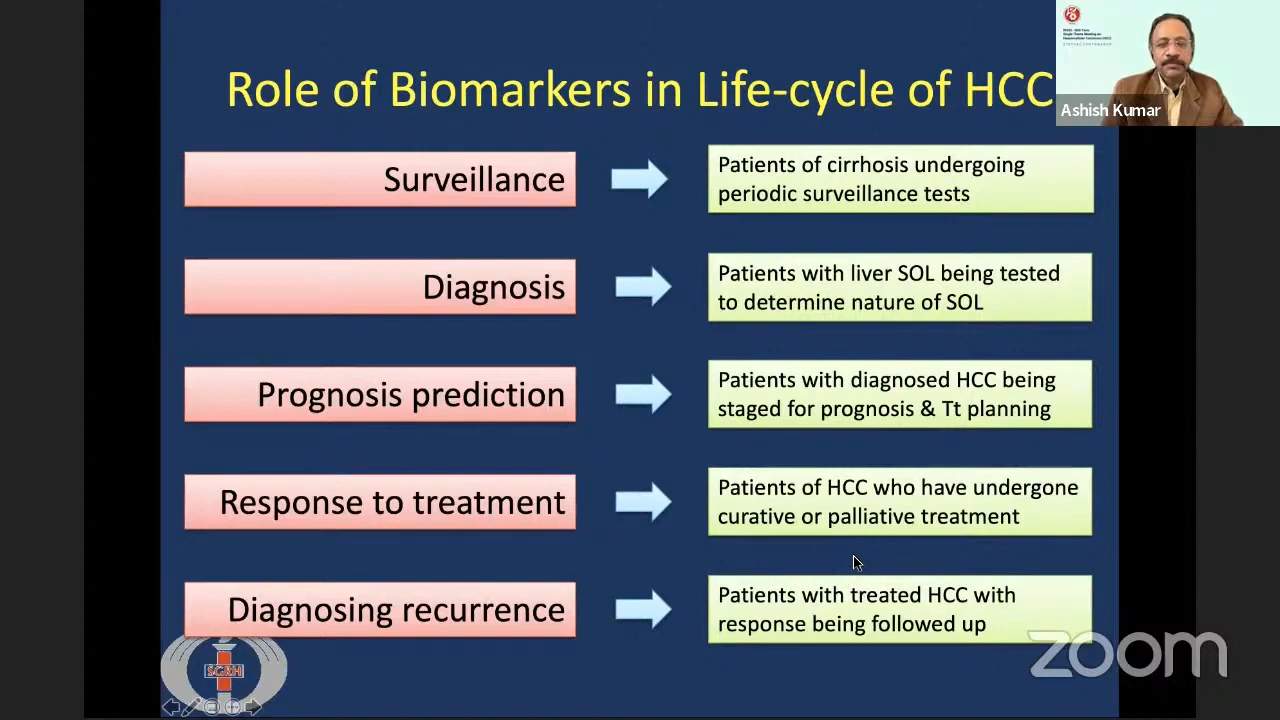 Role of Biomarkers in Life-cycle of HCC
Ashish Kumar
Surveillance
Patients of cirrhosis undergoing
periodic surveillance tests
Diagnosis
Patients with liver SOL being tested
to determine nature of SOL
Prognosis prediction
Patients with diagnosed HCC being
staged for prognosis & Tt planning
Response to treatment
Patients of HCC who have undergone
curative or palliative treatment
Diagnosing recurrence
Patients with treated HCC with
response being followed up
SGRH
zoom